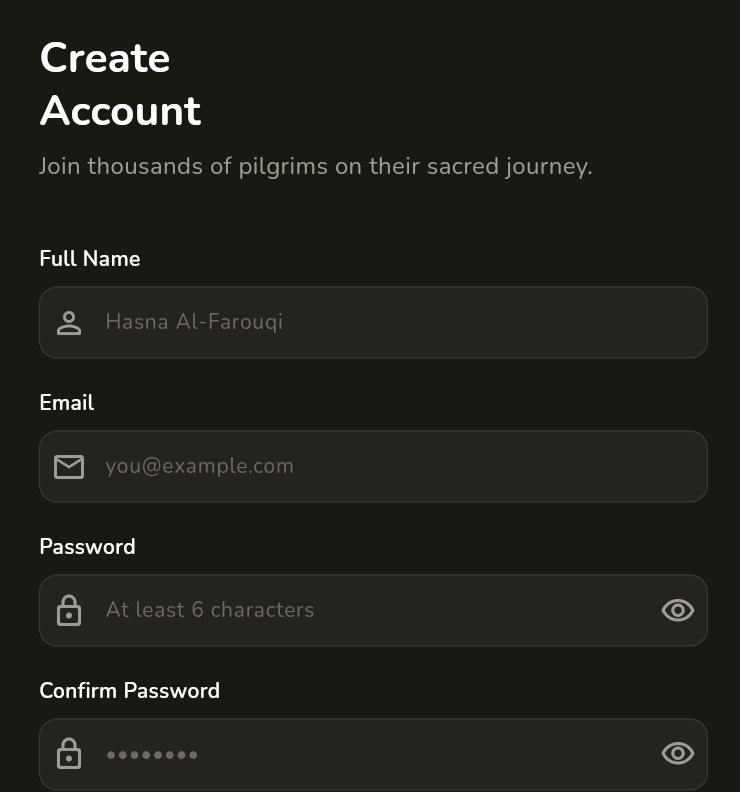 Create
Account
Join thousands of pilgrims on their sacred journey.
Full Name
Hasna Al-Farouqi
Email
you@example.com
Password
At least 6 characters
Confirm Password
••••••••